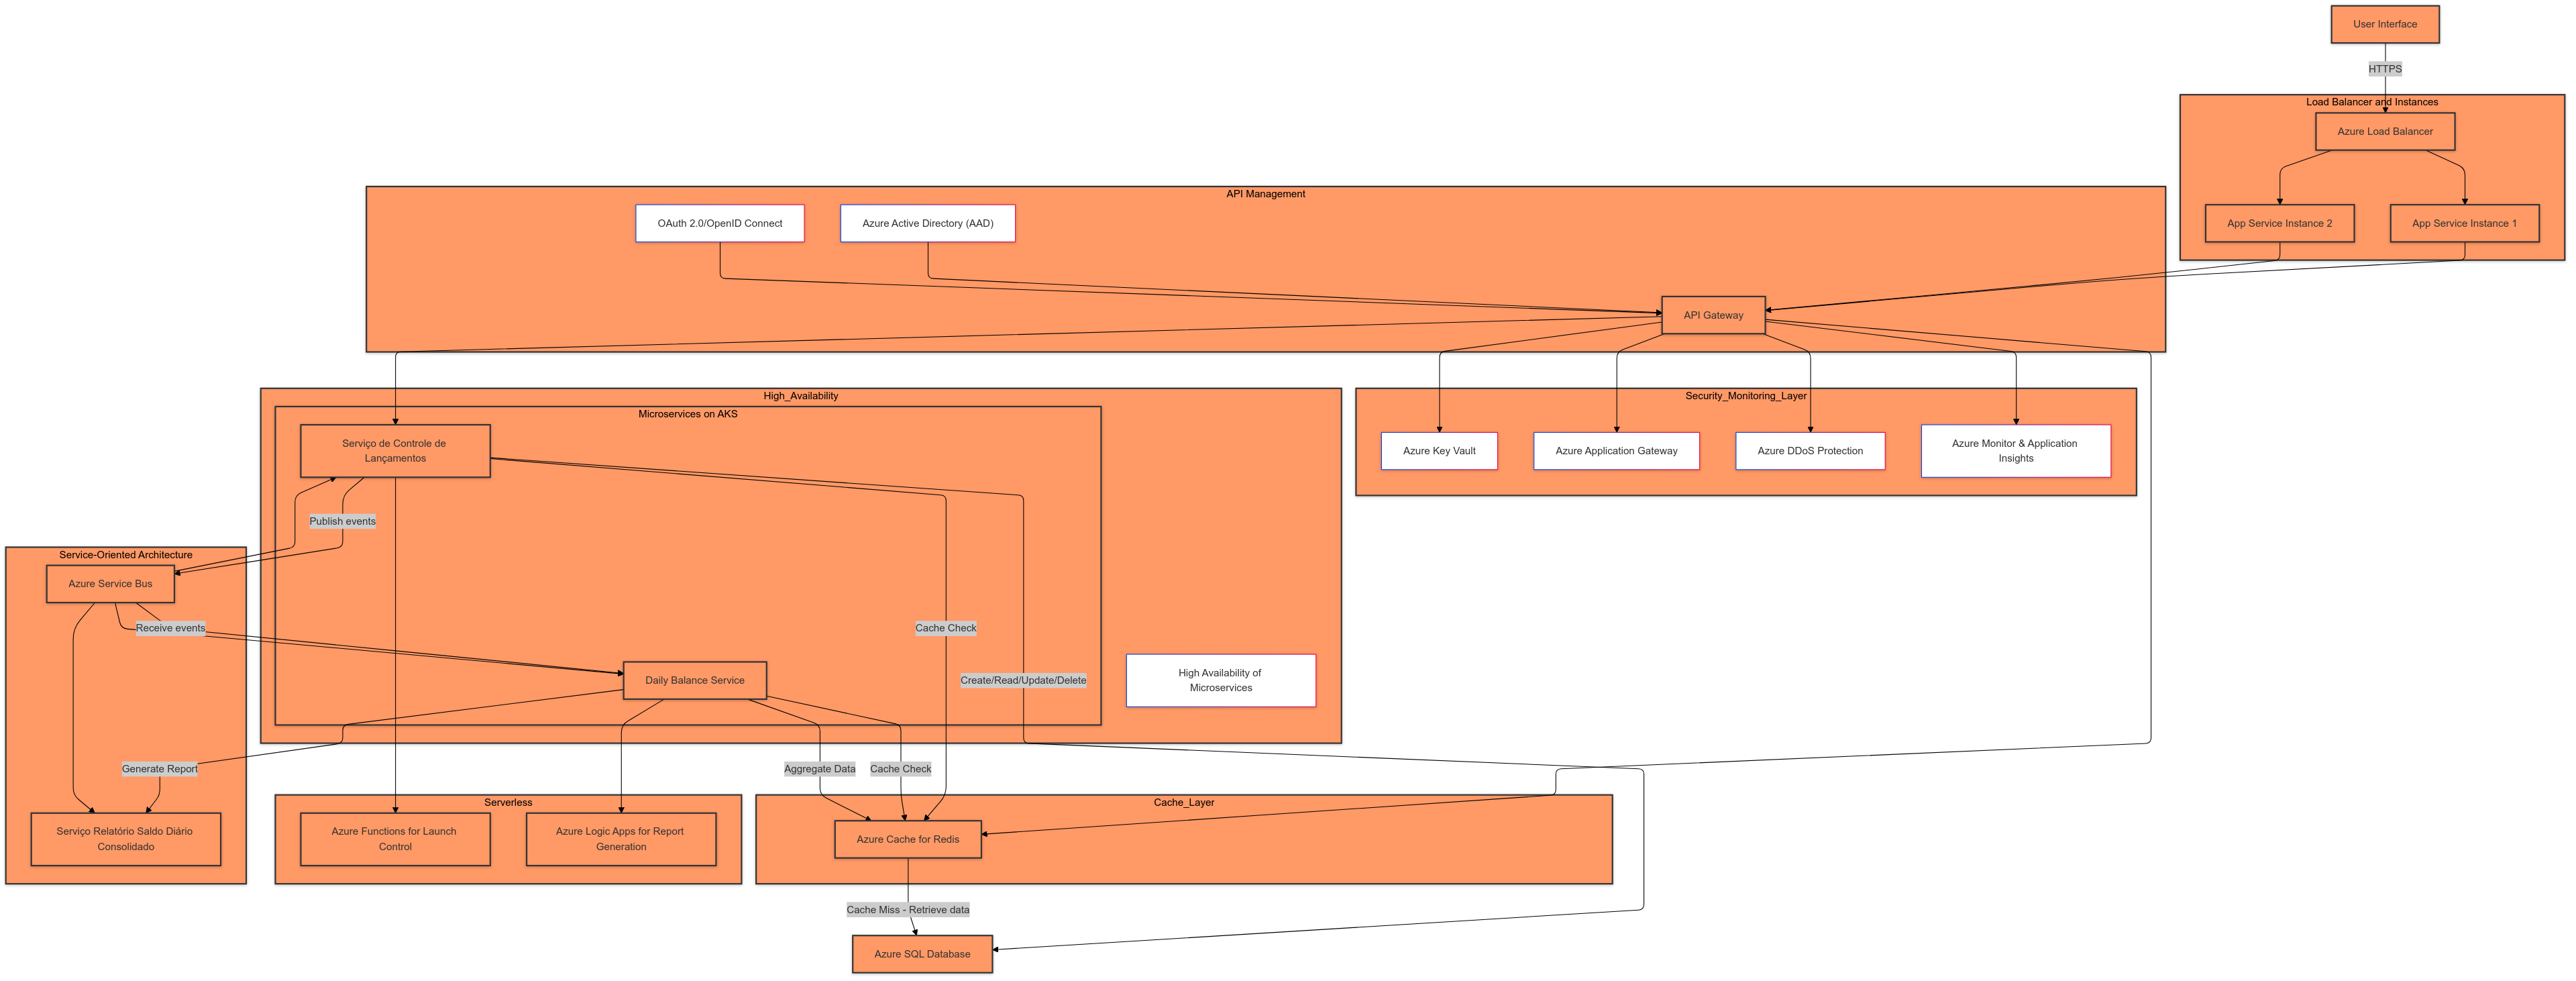 User Interface
HTTPS
Load Balancer and Instances
Azure Load Balancer
App Service Instance 2
App Service Instance 1
API Management
OAuth 2.0/OpenID Connect
Azure Active Directory (AAD)
API Gateway
High_Availability
Microservices on AKS
Serviço de Controle de
Lançamentos
Security_Monitoring_Layer
Azure Key Vault
Azure Application Gateway
Azure DDoS Protection
Azure Monitor & Application
Insights
Publish events
Service-Oriented Architecture
Azure Service Bus
Receive events
Cache Check
Create/Read/Update/Delete
Daily Balance Service
High Availability of
Microservices
Generate Report
Aggregate Data
Cache Check
Serviço Relatório Saldo Diário
Consolidado
Serverless
Azure Functions for Launch
Control
Azure Logic Apps for Report
Generation
Cache_Layer
Azure Cache for Redis
Cache Miss - Retrieve data
Azure SQL Database